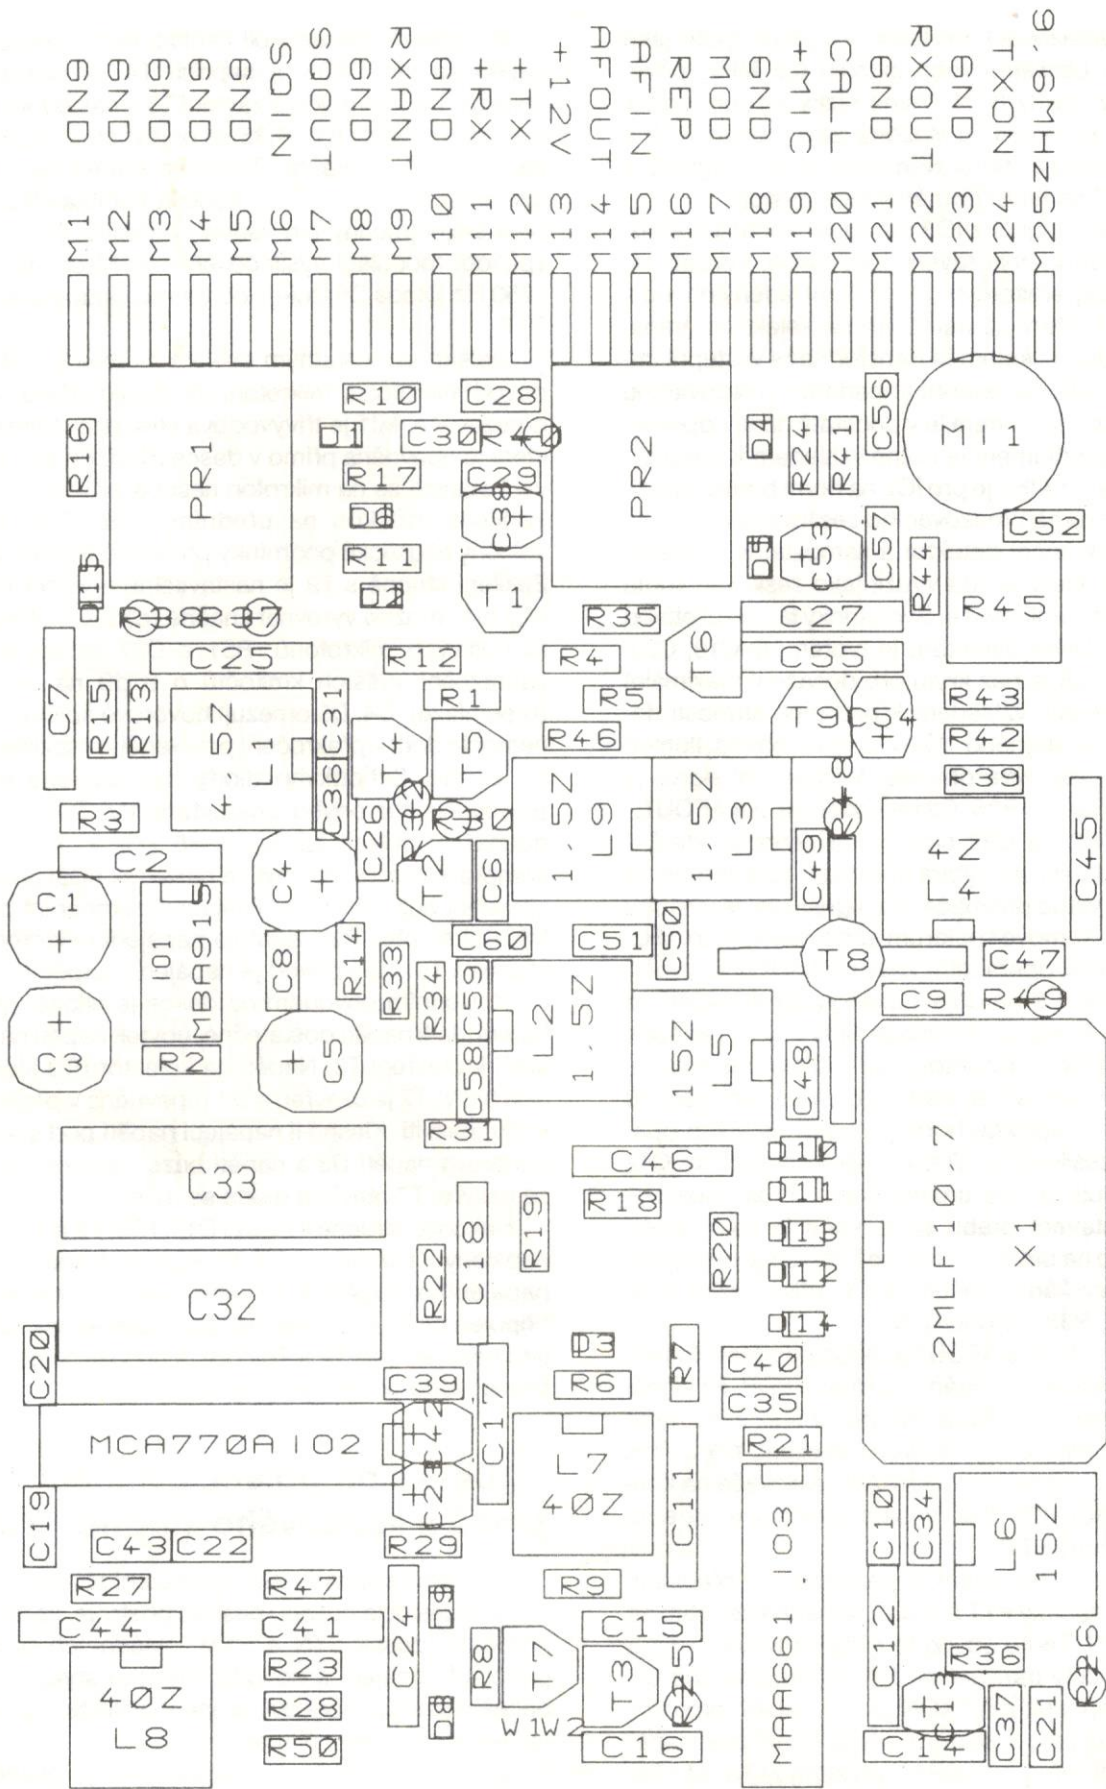 M1 GND
M2 GND
M3 GND
M4 GND
M5 GND
M6 SQIN
M7 SQOUT
M8 GND
M9 RXANT
M10 GND
M11 +RX
M12 +TX
M13 +12V
M14 AFOUT
M15 AFIN
M16 REP
M17 MOD
M18 GND
M19 +MIC
M20 CALL
M21 GND
M22 RXOUT
M23 GND
M24 TXON
M25 9.6MHz
R16
PR1
R10
D1
C30
R17
D6
R11
D2
C28
R40
C29
C38
+
T1
PR2
D4
R24
R41
C56
MI1
D5
C53
+
C57
C52
R44
R45
D15
R38
R37
C7
C25
R12
R4
R35
T6
C27
C55
R15
R13
4.5Z
L1
C31
C36
R1
R5
R46
T4
T5
T9
C54
+
R43
R42
R39
R3
C2
C26
R32
R30
1.5Z
L9
1.5Z
L3
R48
C49
4Z
L4
C45
C1
+
IO1
MBA915
C4
+
T2
C6
C8
R14
R33
R34
C60
C51
C50
T8
C47
C3
+
R2
C5
+
C59
C58
L2
1.5Z
15Z
L5
C48
C9
R49
R31
C33
C46
D10
D11
D13
D12
D14
2MLF107
X1
R18
R19
R20
C18
R22
C32
C20
D3
R6
R7
C40
C35
R21
C39
C42
+
C17
MCA770A IO2
C23
+
L7
40Z
C11
C19
C43
C22
R29
MAA661 IO3
C10
C34
L6
15Z
R27
R47
R9
C44
C41
C24
D9
C15
C12
R36
R26
40Z
L8
R23
R28
R50
D8
R8
T7
T3
R25
W1W2
C16
C13
+
C14
C37
C21